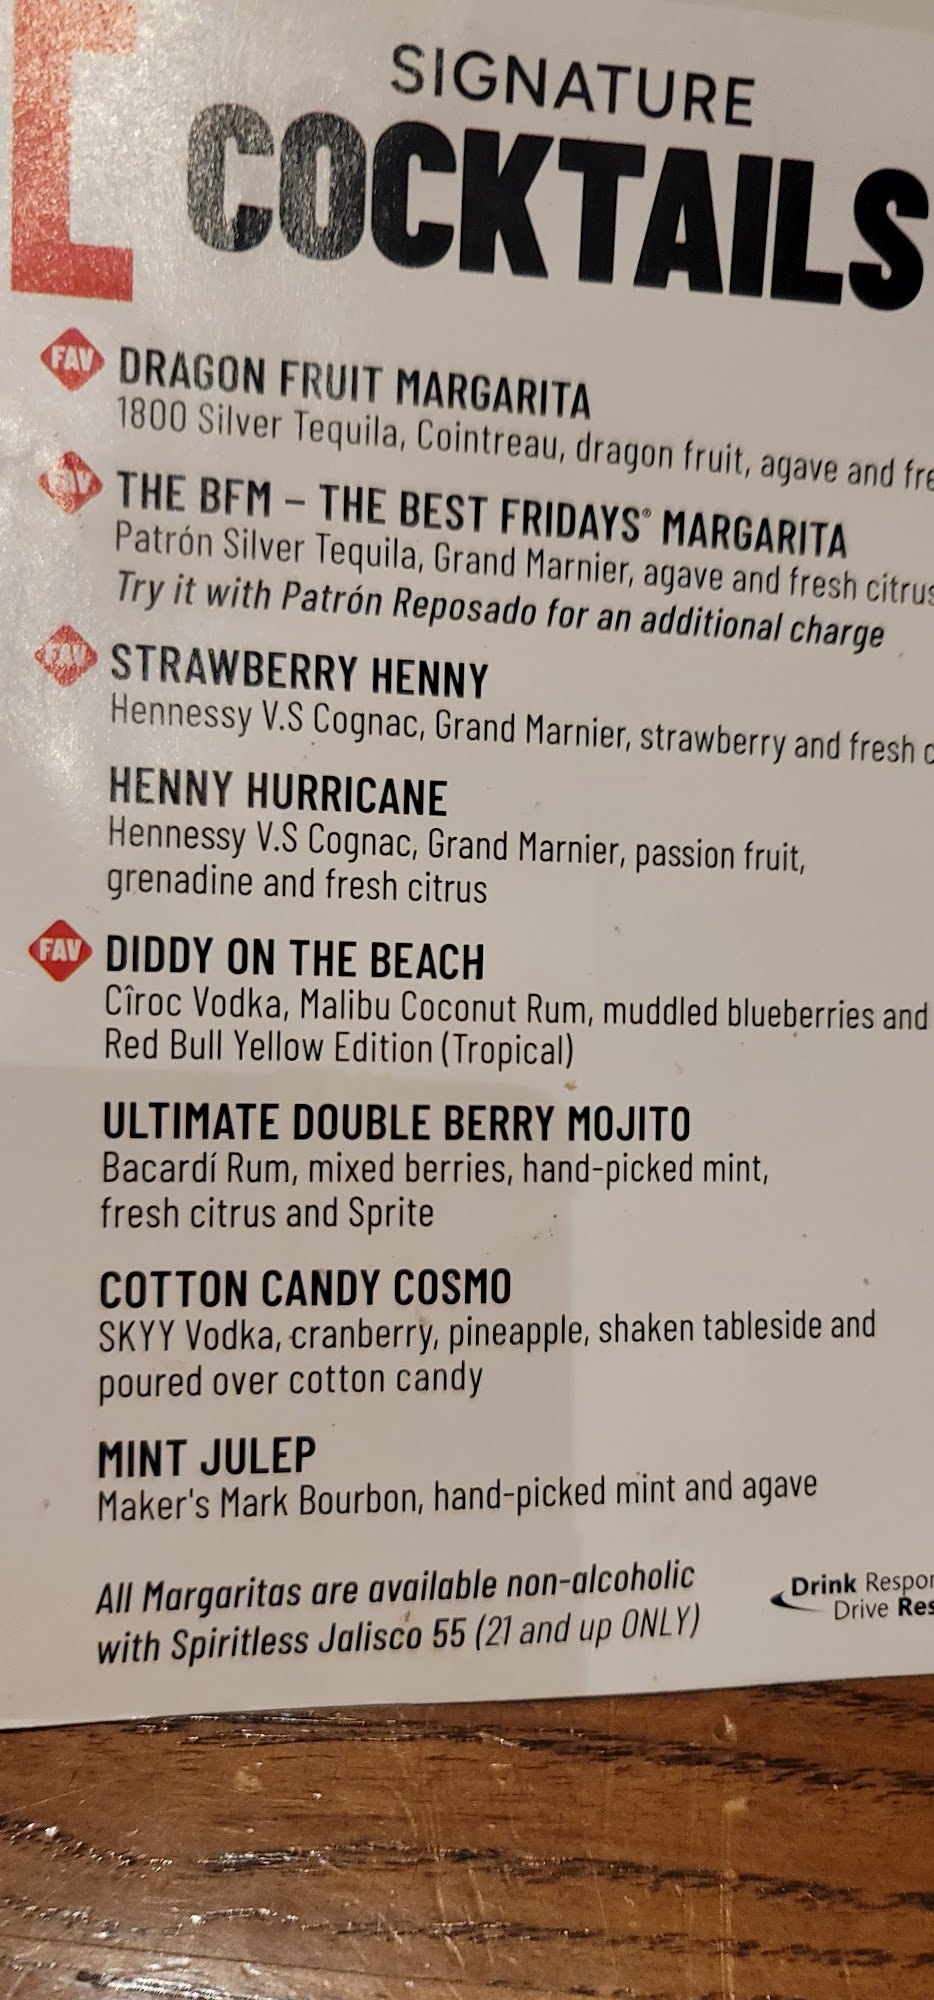 SIGNATURE
COCKTAILS
FAV DRAGON FRUIT MARGARITA
1800 Silver Tequila, Cointreau, dragon fruit, agave and
FAV THE BFM – THE BEST FRIDAYS® MARGARITA
Patrón Silver Tequila, Grand Marnier, agave and fresh citrus
Try it with Patrón Reposado for an additional charge
FAV STRAWBERRY HENNY
Hennessy V.S Cognac, Grand Marnier, strawberry and fresh
HENNY HURRICANE
Hennessy V.S Cognac, Grand Marnier, passion fruit,
grenadine and fresh citrus
FAV DIDDY ON THE BEACH
Cîroc Vodka, Malibu Coconut Rum, muddled blueberries and
Red Bull Yellow Edition (Tropical)
ULTIMATE DOUBLE BERRY MOJITO
Bacardí Rum, mixed berries, hand-picked mint,
fresh citrus and Sprite
COTTON CANDY COSMO
SKYY Vodka, cranberry, pineapple, shaken tableside and
poured over cotton candy
MINT JULEP
Maker's Mark Bourbon, hand-picked mint and agave
All Margaritas are available non-alcoholic
with Spiritless Jalisco 55 (21 and up ONLY)
Drink
Drive